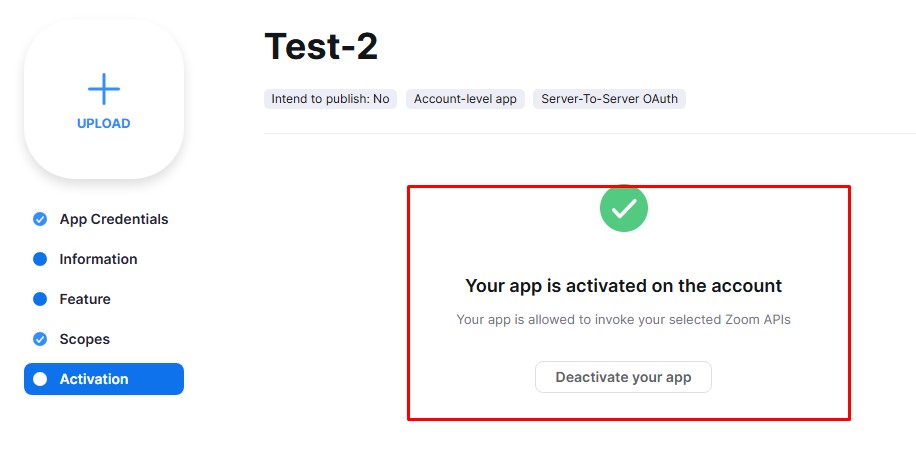 Test-2
Intend to publish: No
Account-level app
Server-To-Server OAuth
UPLOAD
App Credentials
Information
Feature
Scopes
Activation
Your app is activated on the account
Your app is allowed to invoke your selected Zoom APIs
Deactivate your app